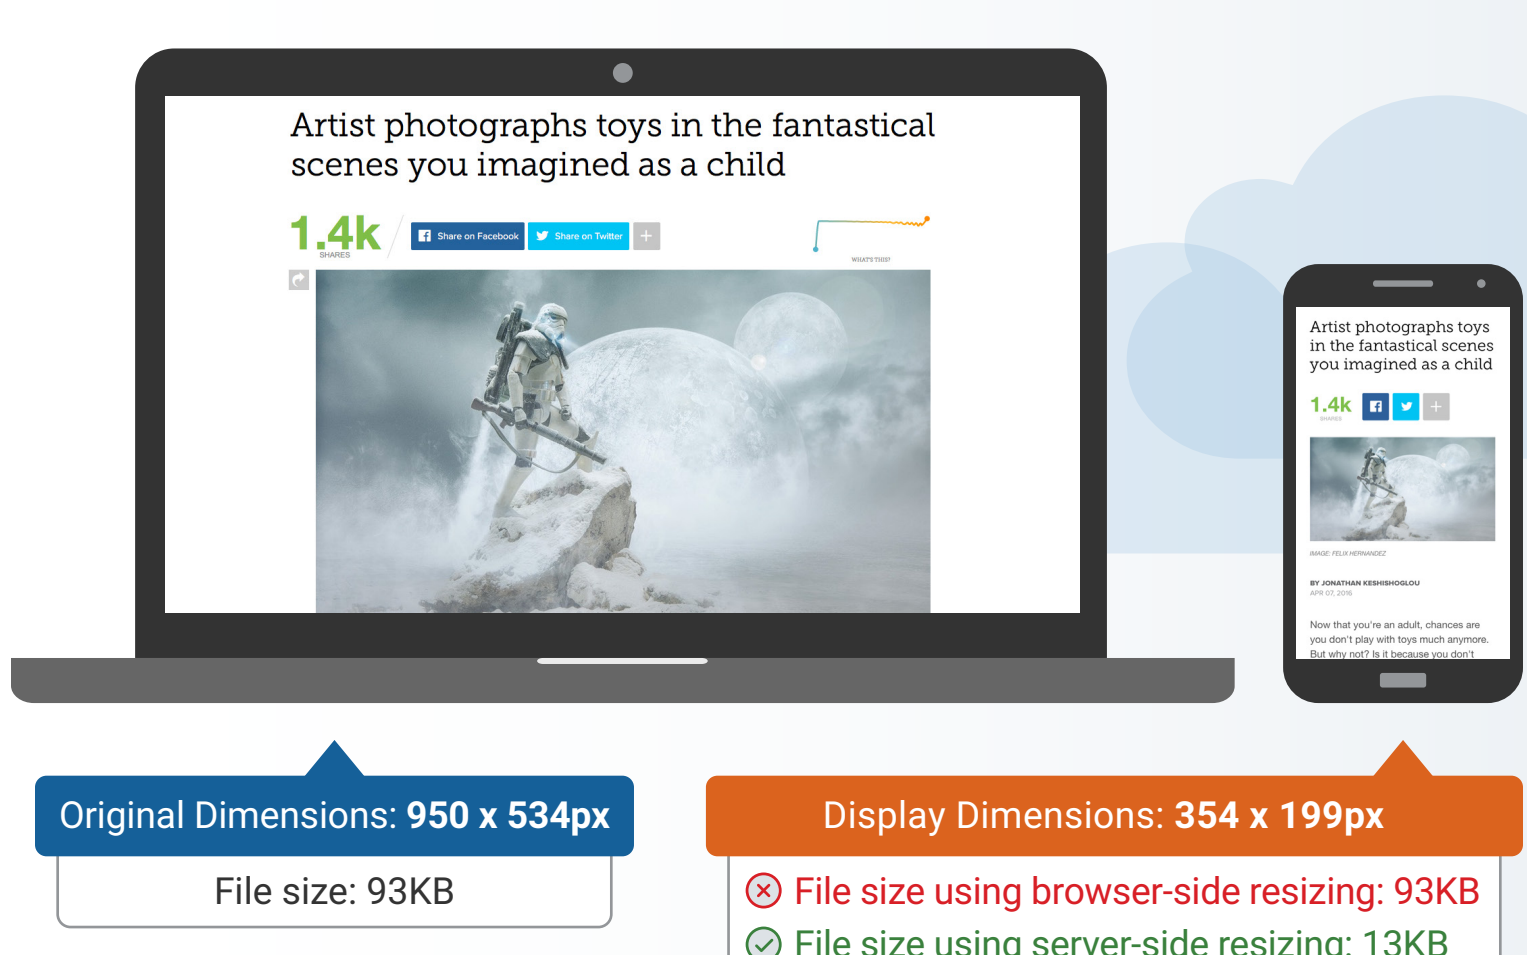 Artist photographs toys in the fantastical
scenes you imagined as a child
1.4k
SHARES
Share on Facebook
Share on Twitter
WHAT'S THIS?
Artist photographs toys
in the fantastical scenes
you imagined as a child
1.4k
SHARES
IMAGE: FELIX HERNANDEZ
BY JONATHAN KESHISHOGLOU
APR 07, 2016
Now that you're an adult, chances are
you don't play with toys much anymore.
But why not? Is it because you don't
Original Dimensions: 950 x 534px
File size: 93KB
Display Dimensions: 354 x 199px
File size using browser-side resizing: 93KB
File size using server-side resizing: 13KB